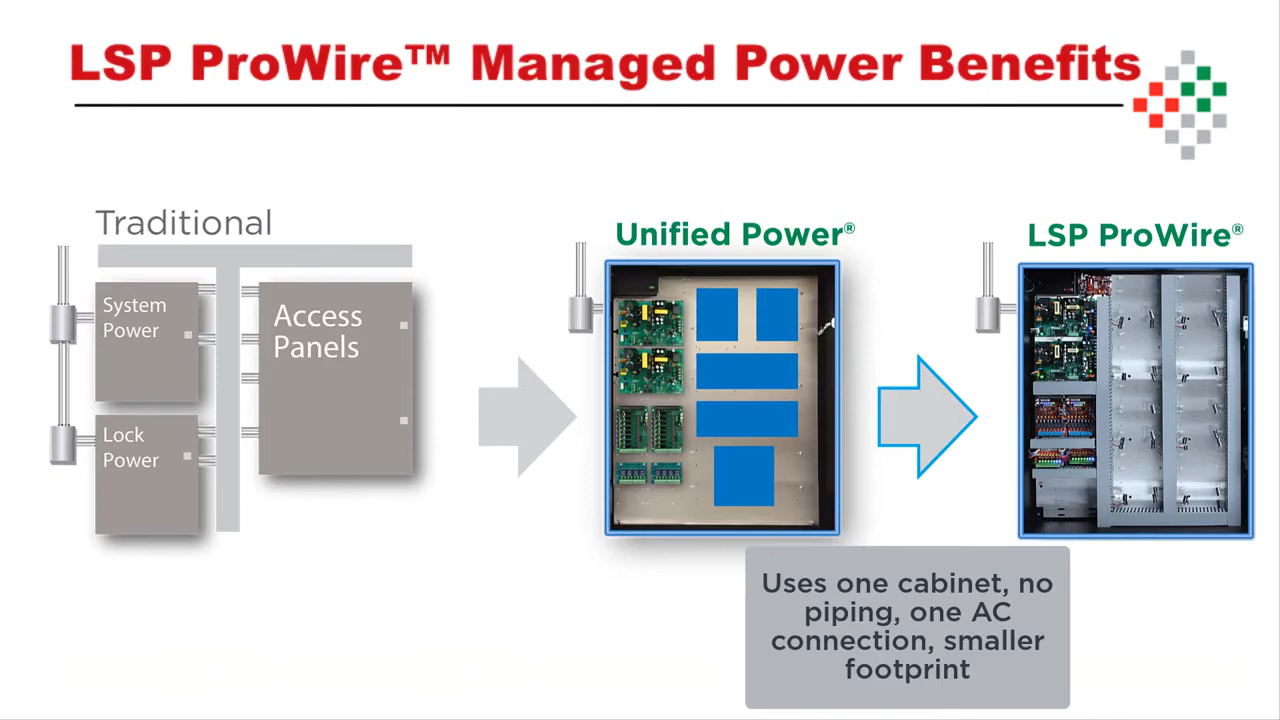 LSP ProWire™ Managed Power Benefits
Traditional
System
Power
Lock
Power
Access
Panels
Unified Power®
LSP ProWire®
Uses one cabinet, no
piping, one AC
connection, smaller
footprint